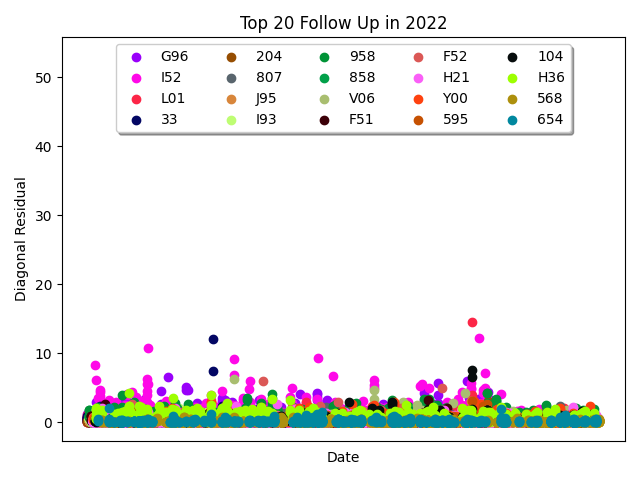 Top 20 Follow Up in 2022
G96 204 958 F52 104
I52 807 858 H21 H36
L01 J95 V06 Y00 568
33 I93 F51 595 654
50
40
30
20
10
0
Diagonal Residual
Date